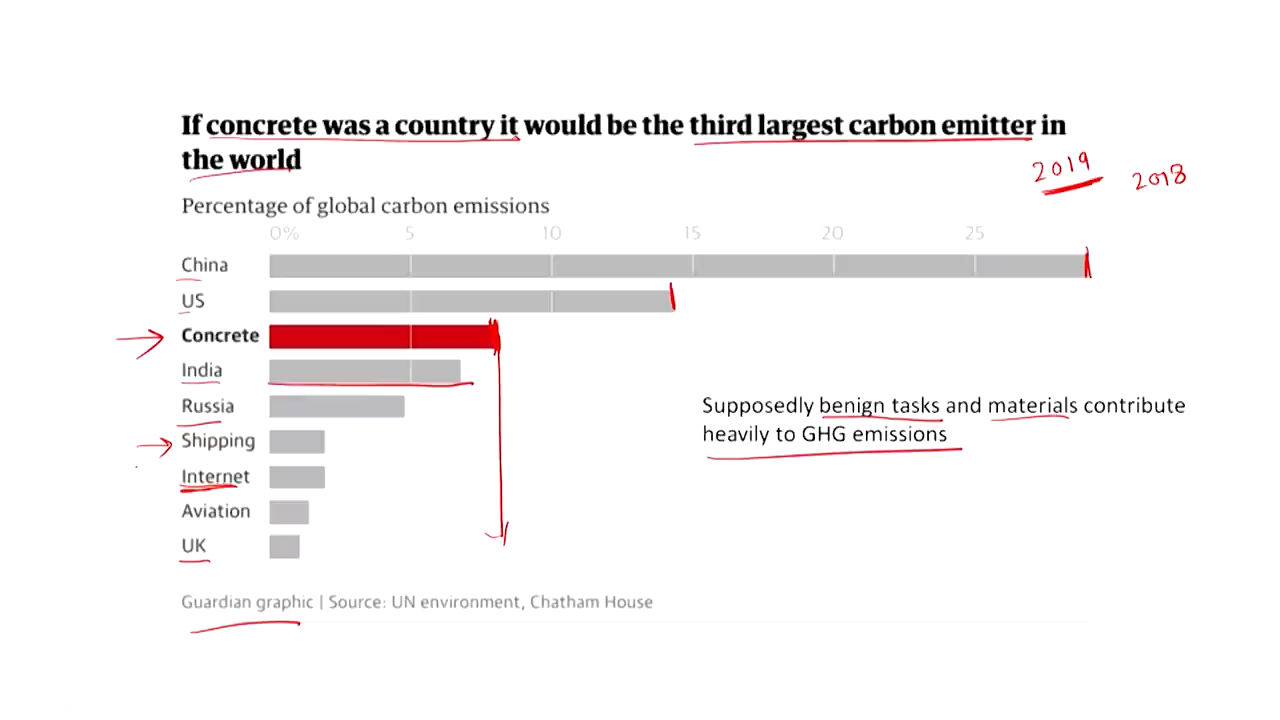 If concrete was a country it would be the third largest carbon emitter in
the world
2019 2018
Percentage of global carbon emissions
0% 5 10 15 20 25
China
US
Concrete
India
Russia
Shipping
Internet
Aviation
UK
Supposedly benign tasks and materials contribute
heavily to GHG emissions
Guardian graphic | Source: UN environment, Chatham House